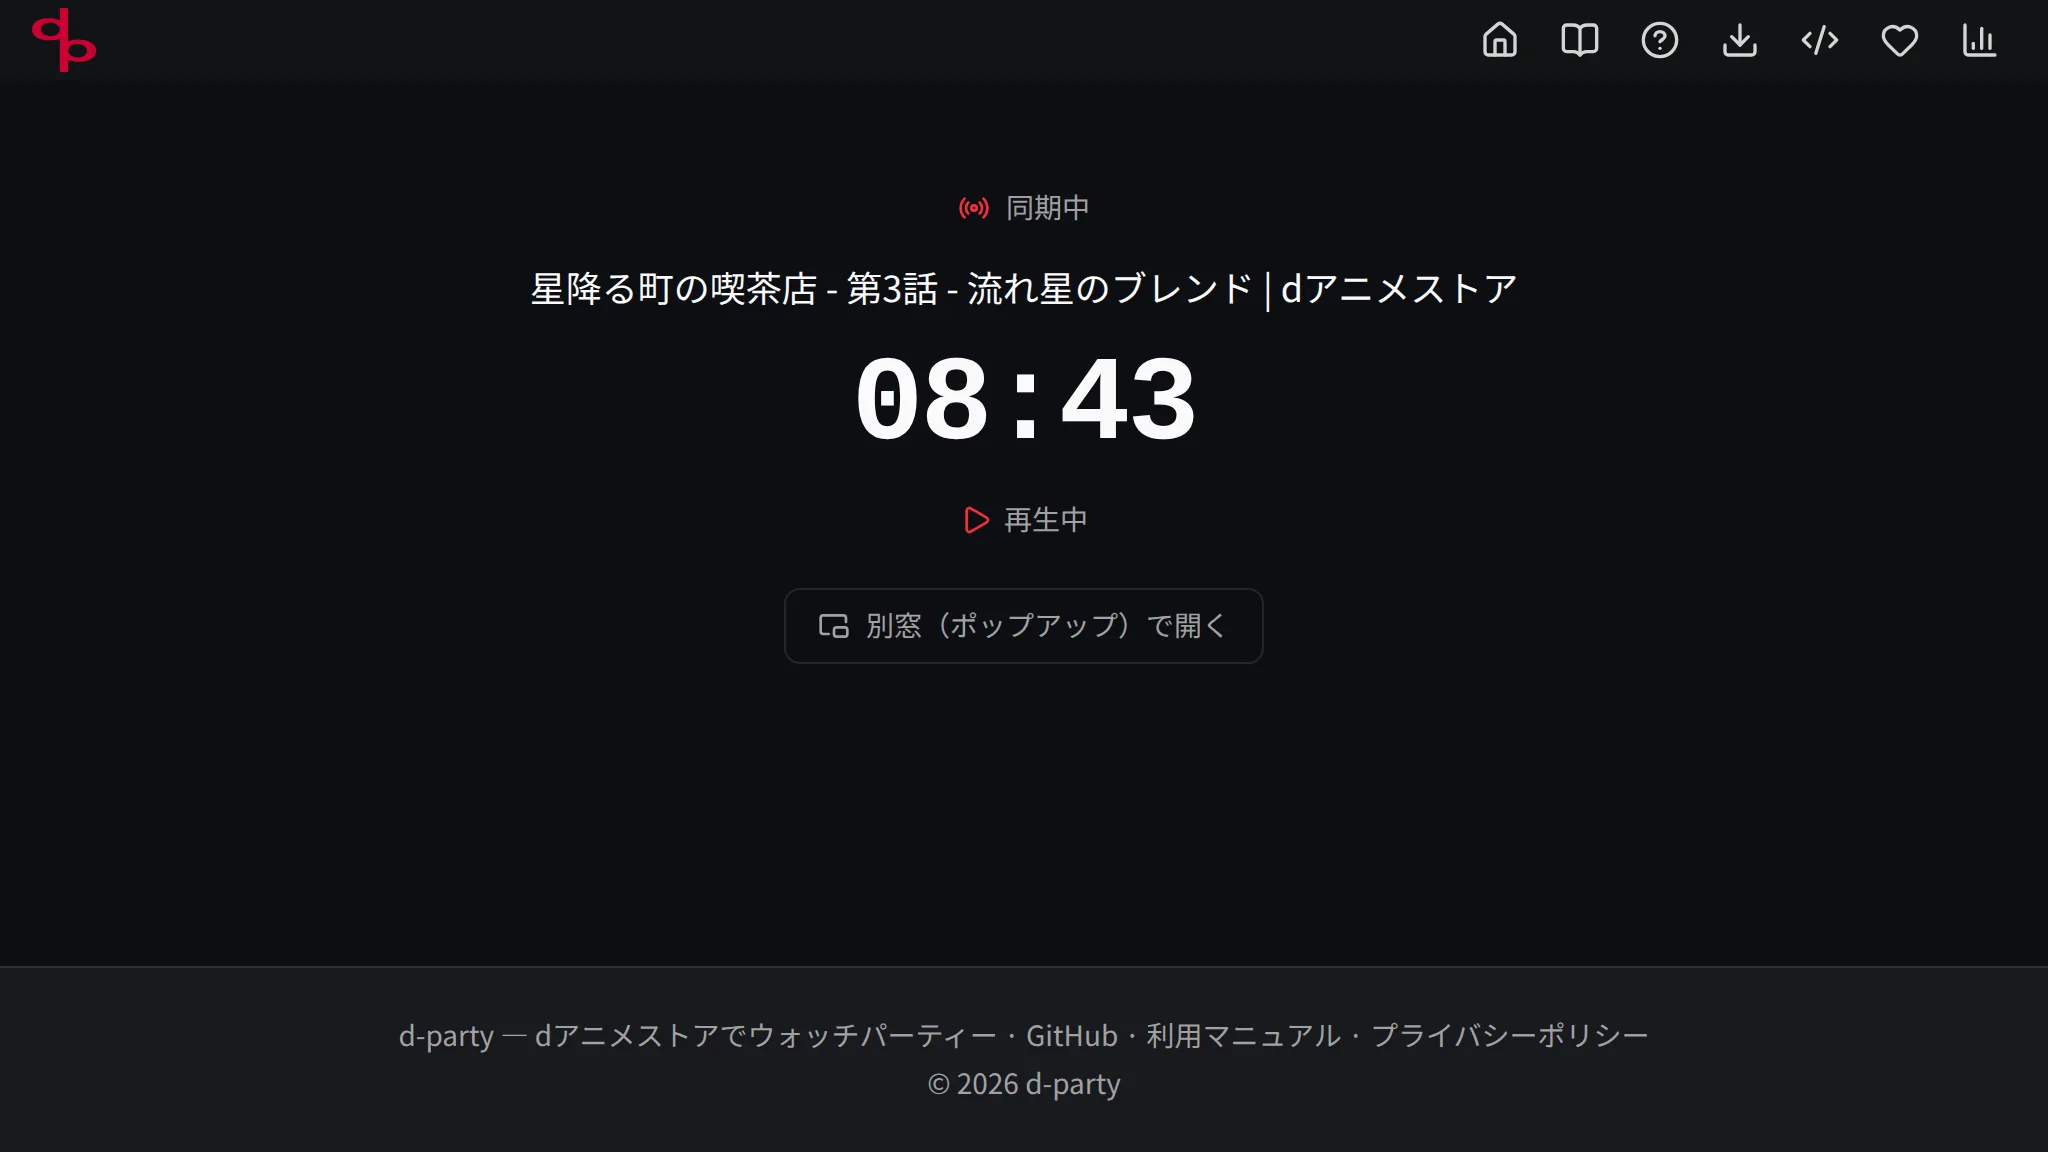 dp
同期中
星降る町の喫茶店 - 第3話 - 流れ星のブレンド | dアニメストア
08:43
再生中
別窓（ポップアップ）で開く
d-party — dアニメストアでウォッチパーティー · GitHub · 利用マニュアル · プライバシーポリシー
© 2026 d-party